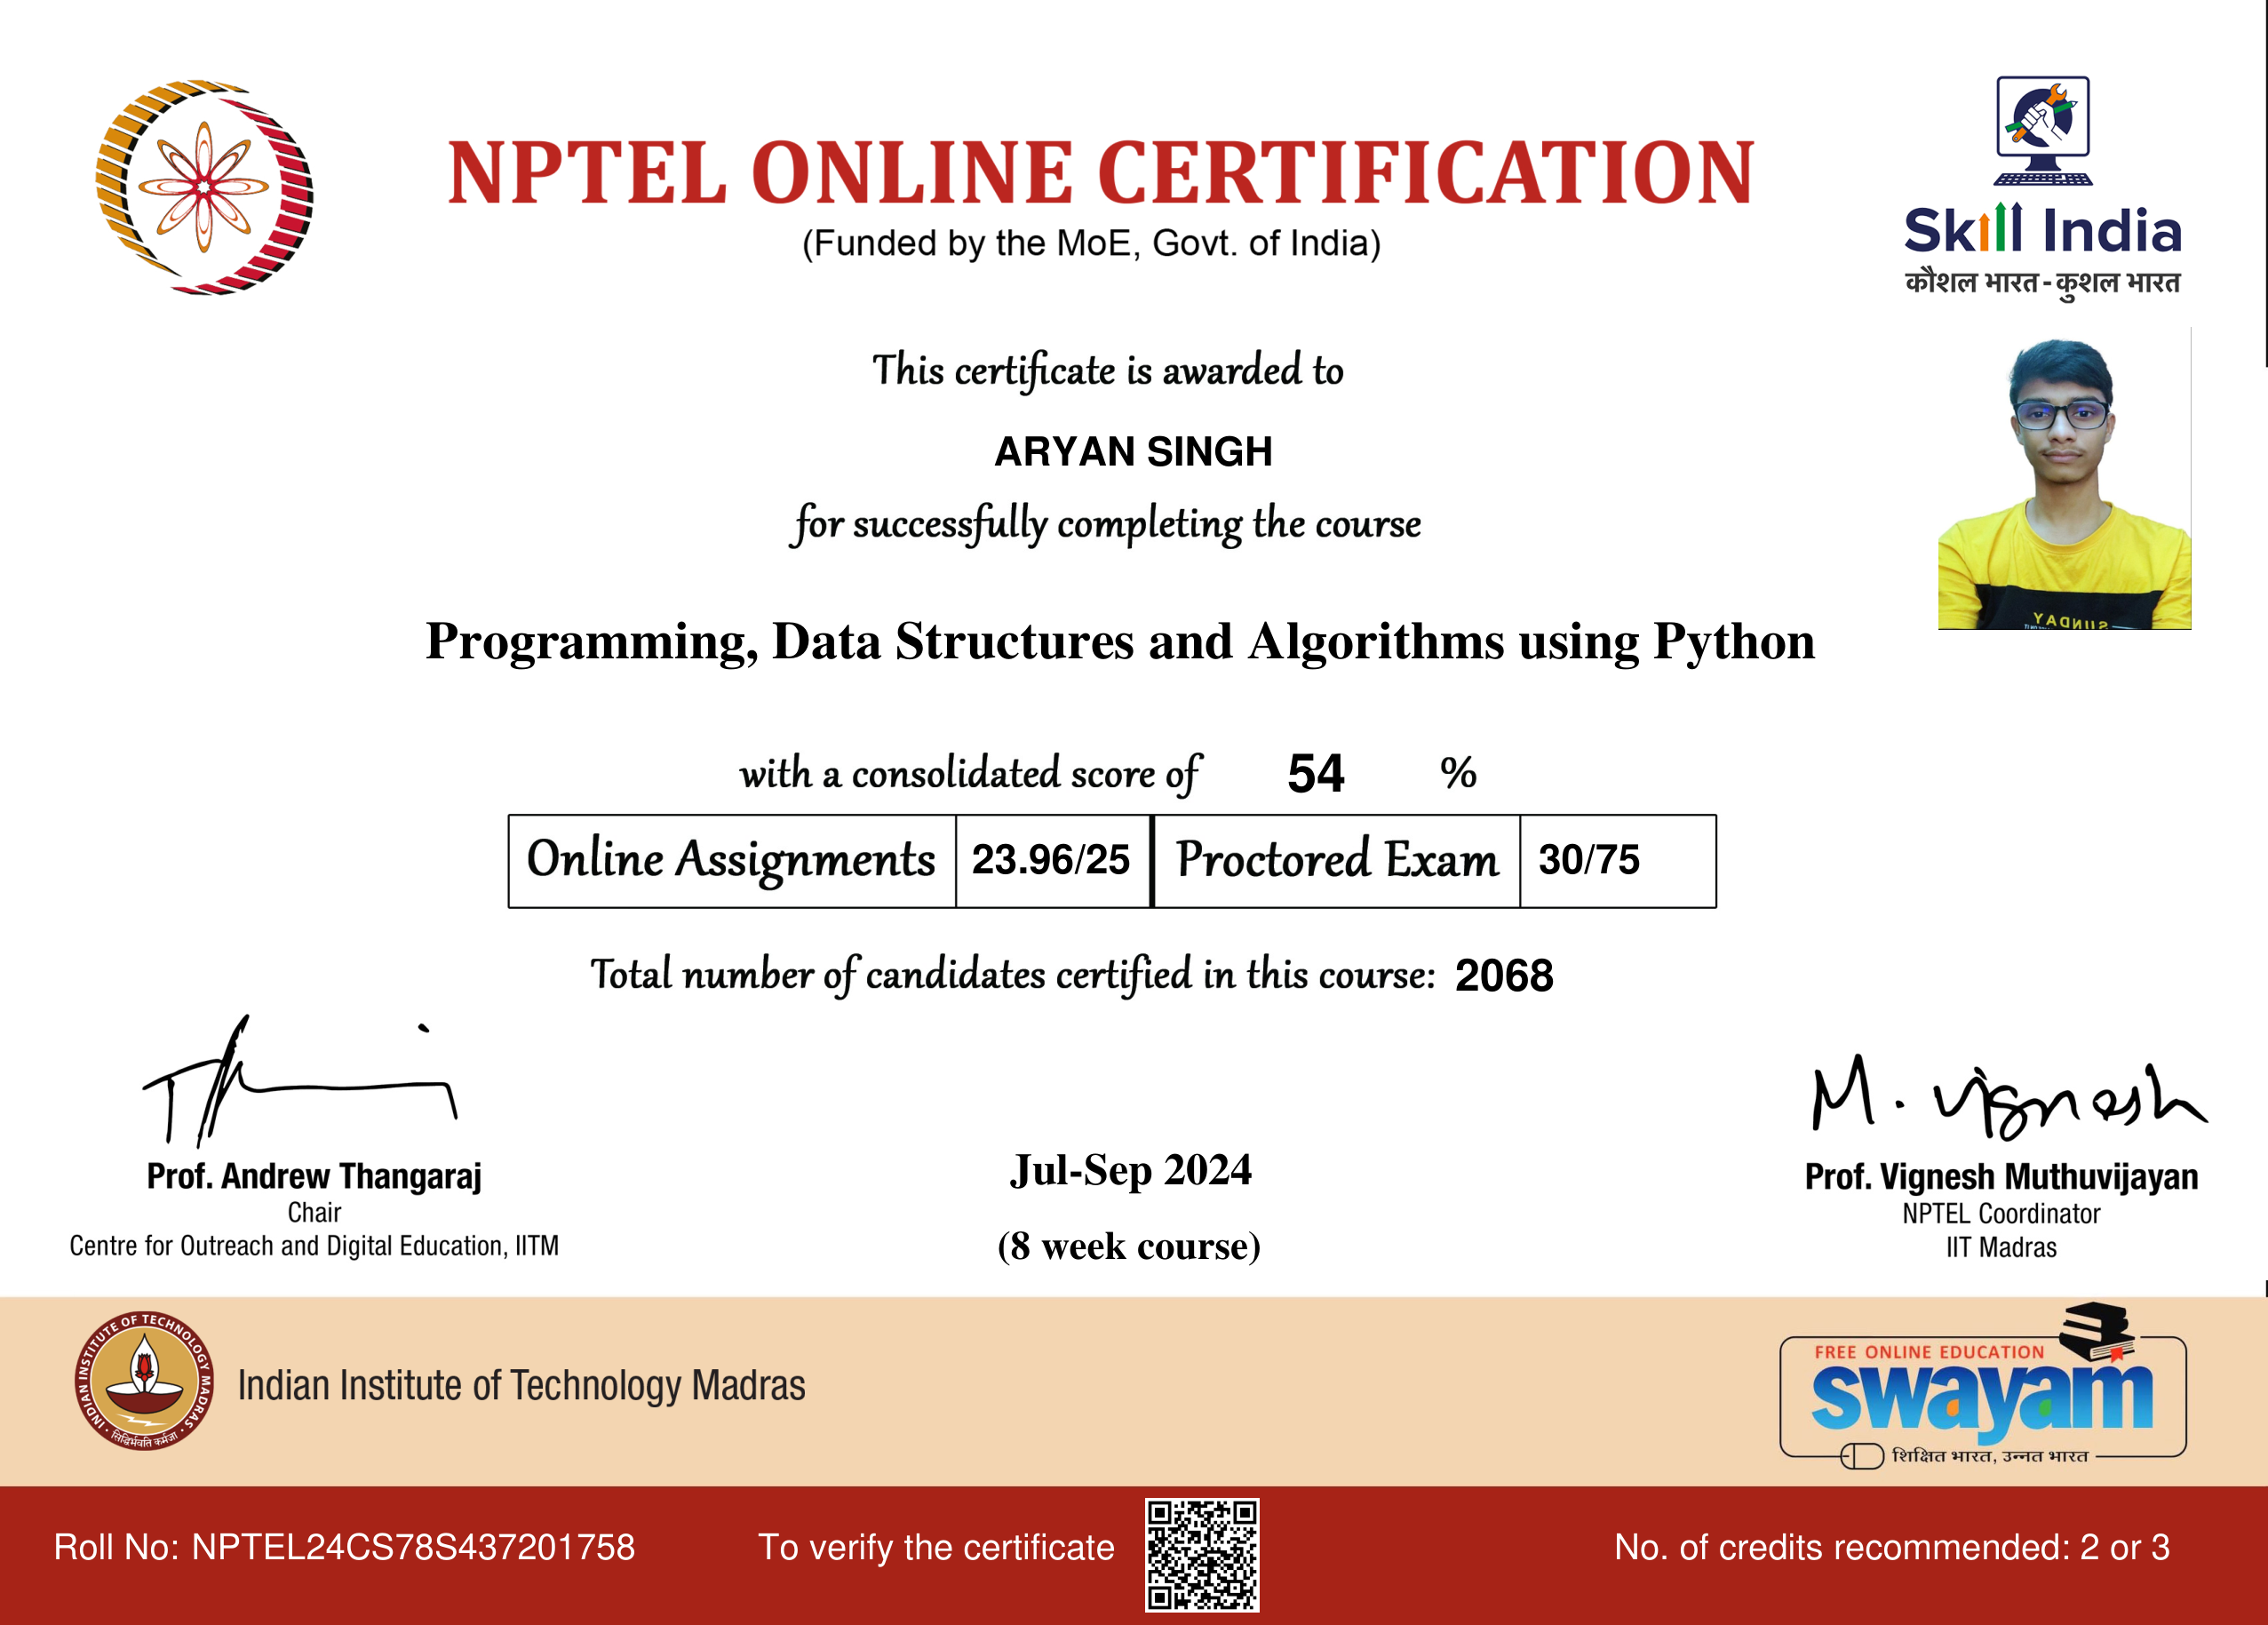 NPTEL ONLINE CERTIFICATION
(Funded by the MoE, Govt. of India)
Skill India
कौशल भारत - कुशल भारत
This certificate is awarded to
ARYAN SINGH
for successfully completing the course
SUNDAY
Programming, Data Structures and Algorithms using Python
with a consolidated score of 54 %
Online Assignments 23.96/25 Proctored Exam 30/75
Total number of candidates certified in this course: 2068
M. Vignesh
Prof. Andrew Thangaraj
Chair
Centre for Outreach and Digital Education, IITM
Jul-Sep 2024
(8 week course)
Prof. Vignesh Muthuvijayan
NPTEL Coordinator
IIT Madras
INDIAN INSTITUTE OF TECHNOLOGY MADRAS
सिद्धिर्भवति कर्मजा
Indian Institute of Technology Madras
FREE ONLINE EDUCATION
swayam
शिक्षित भारत, उन्नत भारत
Roll No: NPTEL24CS78S437201758
To verify the certificate
No. of credits recommended: 2 or 3